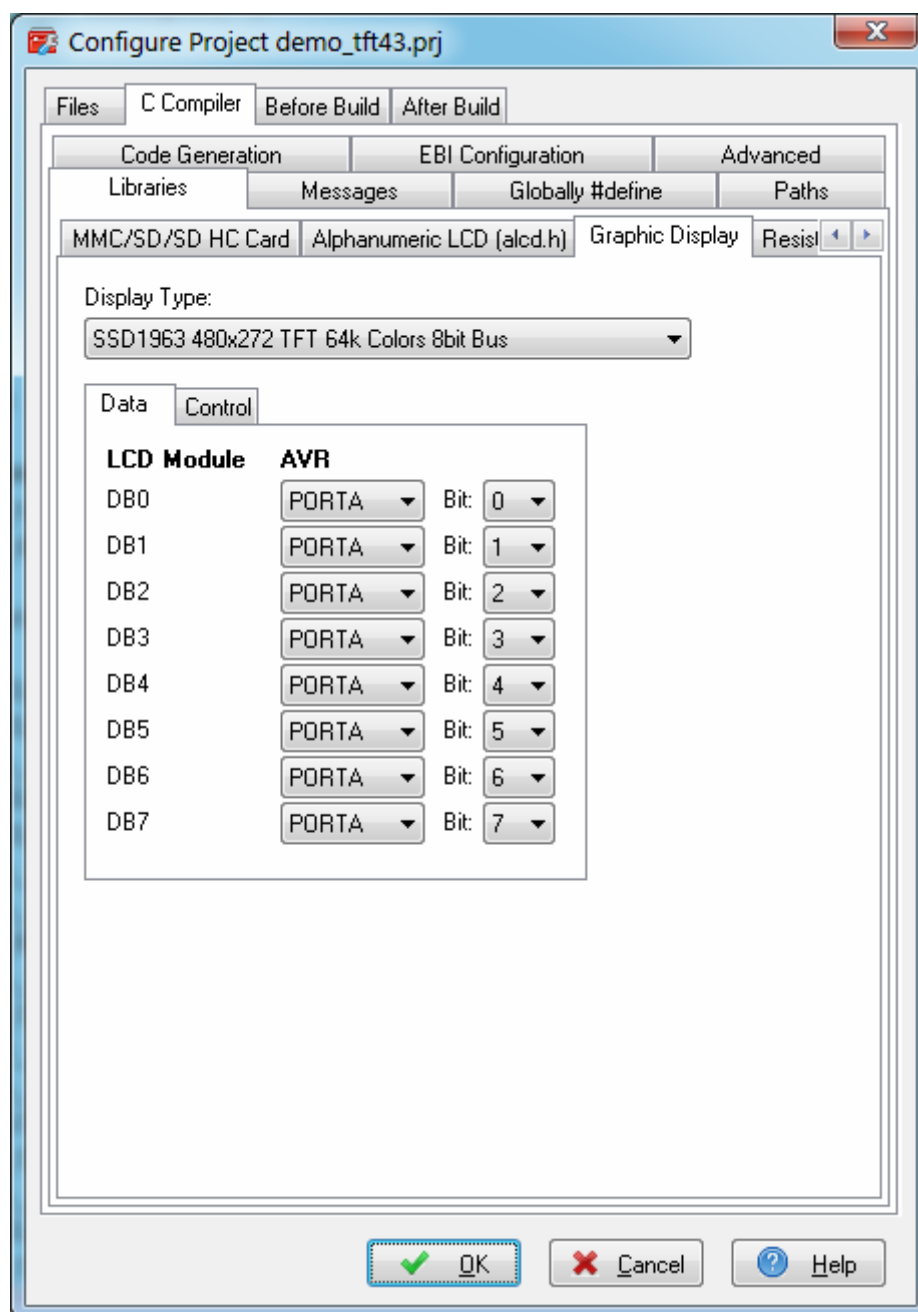 Configure Project demo_tft43.prj
Files C Compiler Before Build After Build
Code Generation EBI Configuration Advanced
Libraries Messages Globally #define Paths
MMC/SD/SD HC Card Alphanumeric LCD (alcd.h) Graphic Display Resist
Display Type:
SSD1963 480x272 TFT 64k Colors 8bit Bus
Data Control
LCD Module AVR
DB0 PORTA Bit: 0
DB1 PORTA Bit: 1
DB2 PORTA Bit: 2
DB3 PORTA Bit: 3
DB4 PORTA Bit: 4
DB5 PORTA Bit: 5
DB6 PORTA Bit: 6
DB7 PORTA Bit: 7
OK Cancel Help